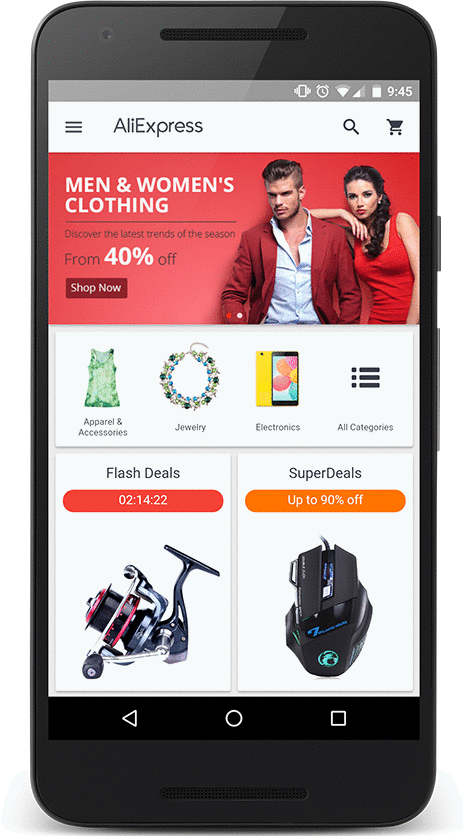 9:45
AliExpress
MEN & WOMEN'S
CLOTHING
Discover the latest trends of the season
From 40% off
Shop Now
Apparel &
Accessories
Jewelry
Electronics
All Categories
Flash Deals
02:14:22
SuperDeals
Up to 90% off
7